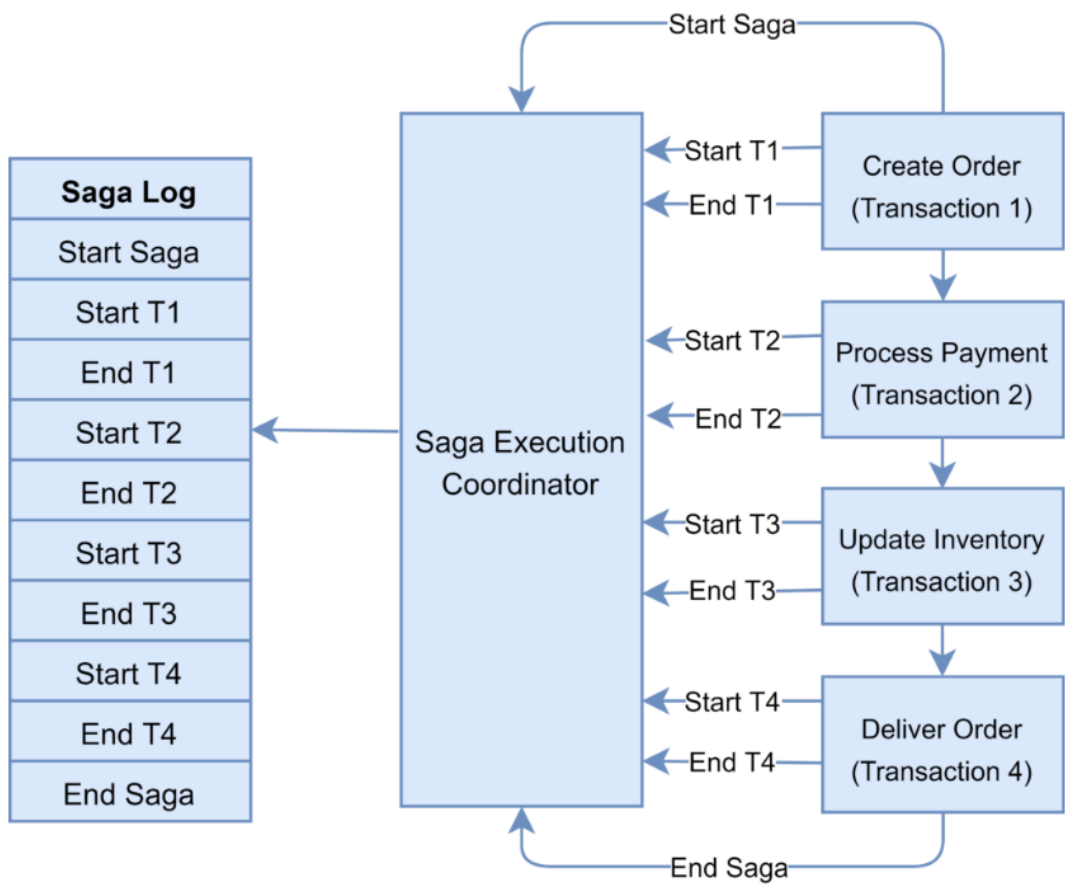 Start Saga
Saga Log
Start Saga
Start T1
End T1
Start T2
End T2
Start T3
End T3
Start T4
End T4
End Saga
Saga Execution
Coordinator
Start T1
End T1
Start T2
End T2
Start T3
End T3
Start T4
End T4
Create Order
(Transaction 1)
Process Payment
(Transaction 2)
Update Inventory
(Transaction 3)
Deliver Order
(Transaction 4)
End Saga